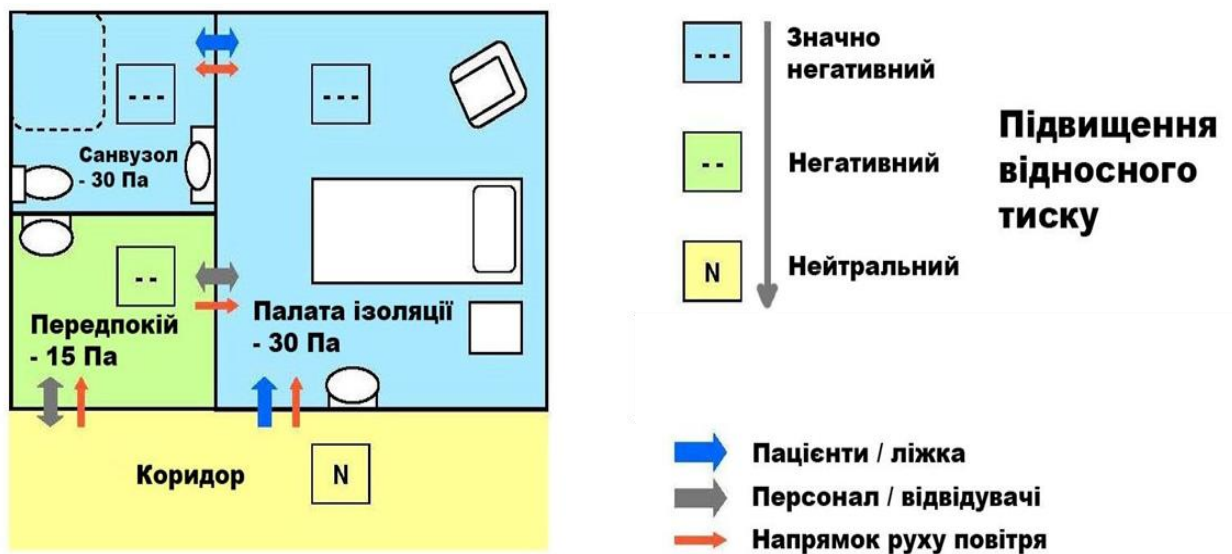 ---
---
Санвузол
- 30 Па
--
Передпокій
- 15 Па
Палата ізоляції
- 30 Па
Коридор
N
---
Значно
негативний
--
Негативний
N
Нейтральний
Підвищення
відносного
тиску
Пацієнти / ліжка
Персонал / відвідувачі
Напрямок руху повітря